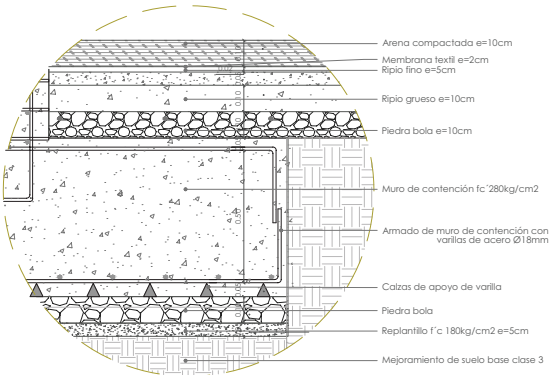 Arena compactada e=10cm
Membrana textil e=2cm
Ripio fino e=5cm
Ripio grueso e=10cm
Piedra bola e=10cm
Muro de contención fc´280kg/cm2
Armado de muro de contención con
varillas de acero Ø18mm
Calzas de apoyo de varilla
Piedra bola
Replantillo f´c 180kg/cm2 e=5cm
Mejoramiento de suelo base clase 3
0.50